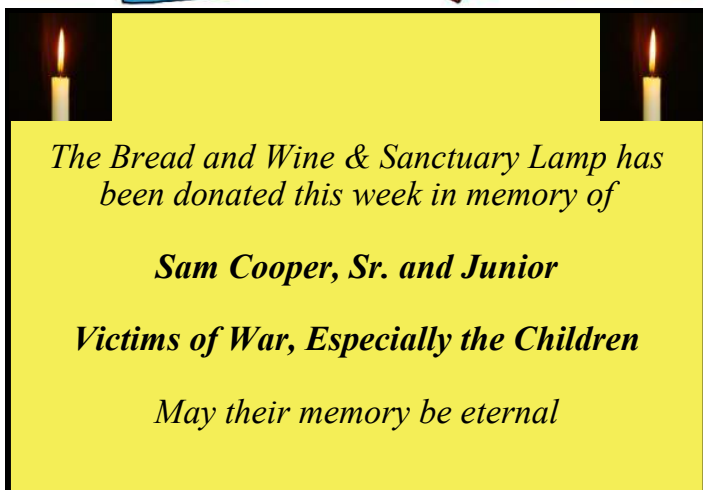 The Bread and Wine & Sanctuary Lamp has
been donated this week in memory of
Sam Cooper, Sr. and Junior
Victims of War, Especially the Children
May their memory be eternal